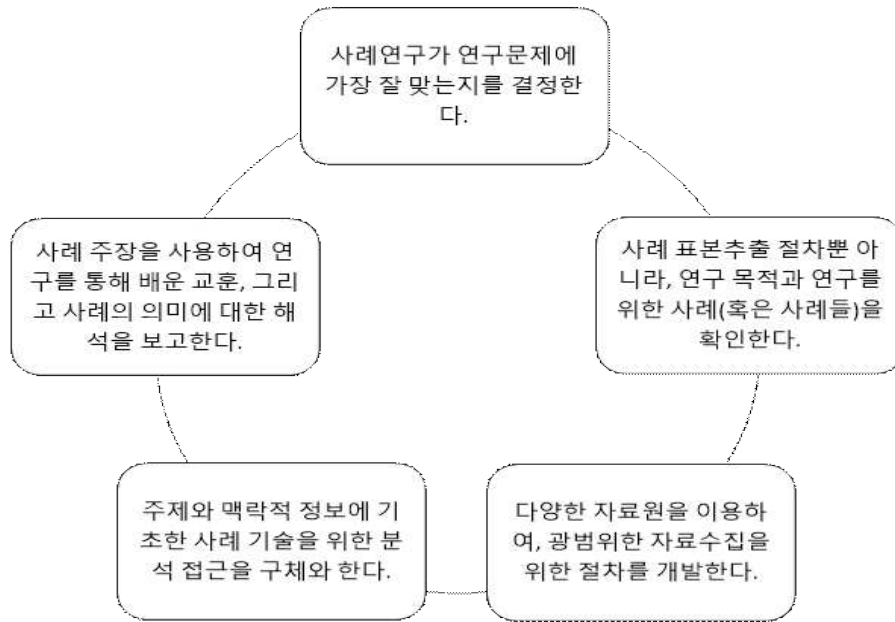 사례연구가 연구문제에
가장 잘 맞는지를 결정한
다.
사례 표본추출 절차뿐 아
니라, 연구 목적과 연구를
위한 사례(혹은 사례들)을
확인한다.
다양한 자료원을 이용하
여, 광범위한 자료수집을
위한 절차를 개발한다.
주제와 맥락적 정보에 기
초한 사례 기술을 위한 분
석 접근을 구체와 한다.
사례 주장을 사용하여 연
구를 통해 배운 교훈, 그리
고 사례의 의미에 대한 해
석을 보고한다.